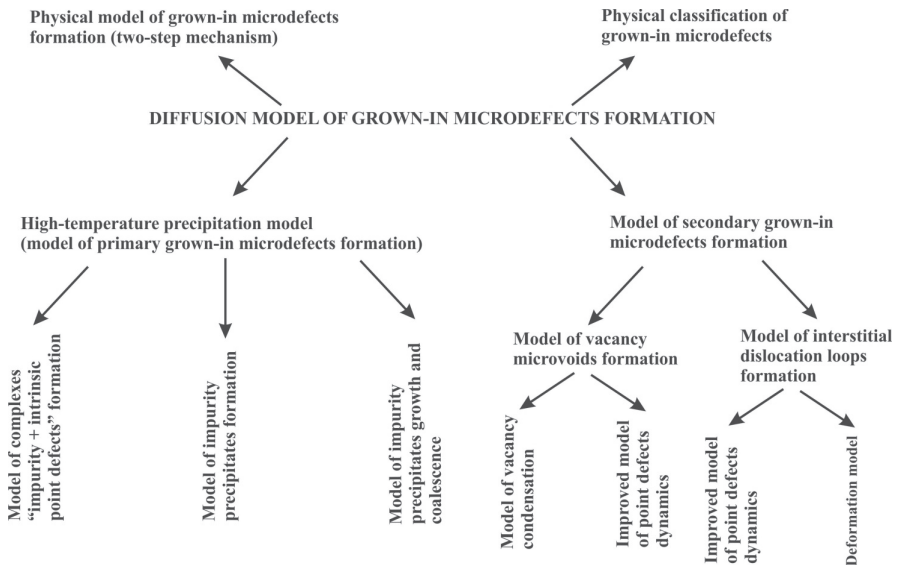 Physical model of grown-in microdefects
formation (two-step mechanism)
Physical classification of
grown-in microdefects
DIFFUSION MODEL OF GROWN-IN MICRODEFECTS FORMATION
High-temperature precipitation model
(model of primary grown-in microdefects formation)
Model of secondary grown-in
microdefects formation
Model of vacancy
microvoids formation
Model of interstitial
dislocation loops
formation
Model of complexes
“impurity + intrinsic
point defects” formation
Model of impurity
precipitates formation
Model of impurity
precipitates growth and
coalescence
Model of vacancy
condensation
Improved model
of point defects
dynamics
Improved model
of point defects
dynamics
Deformation model